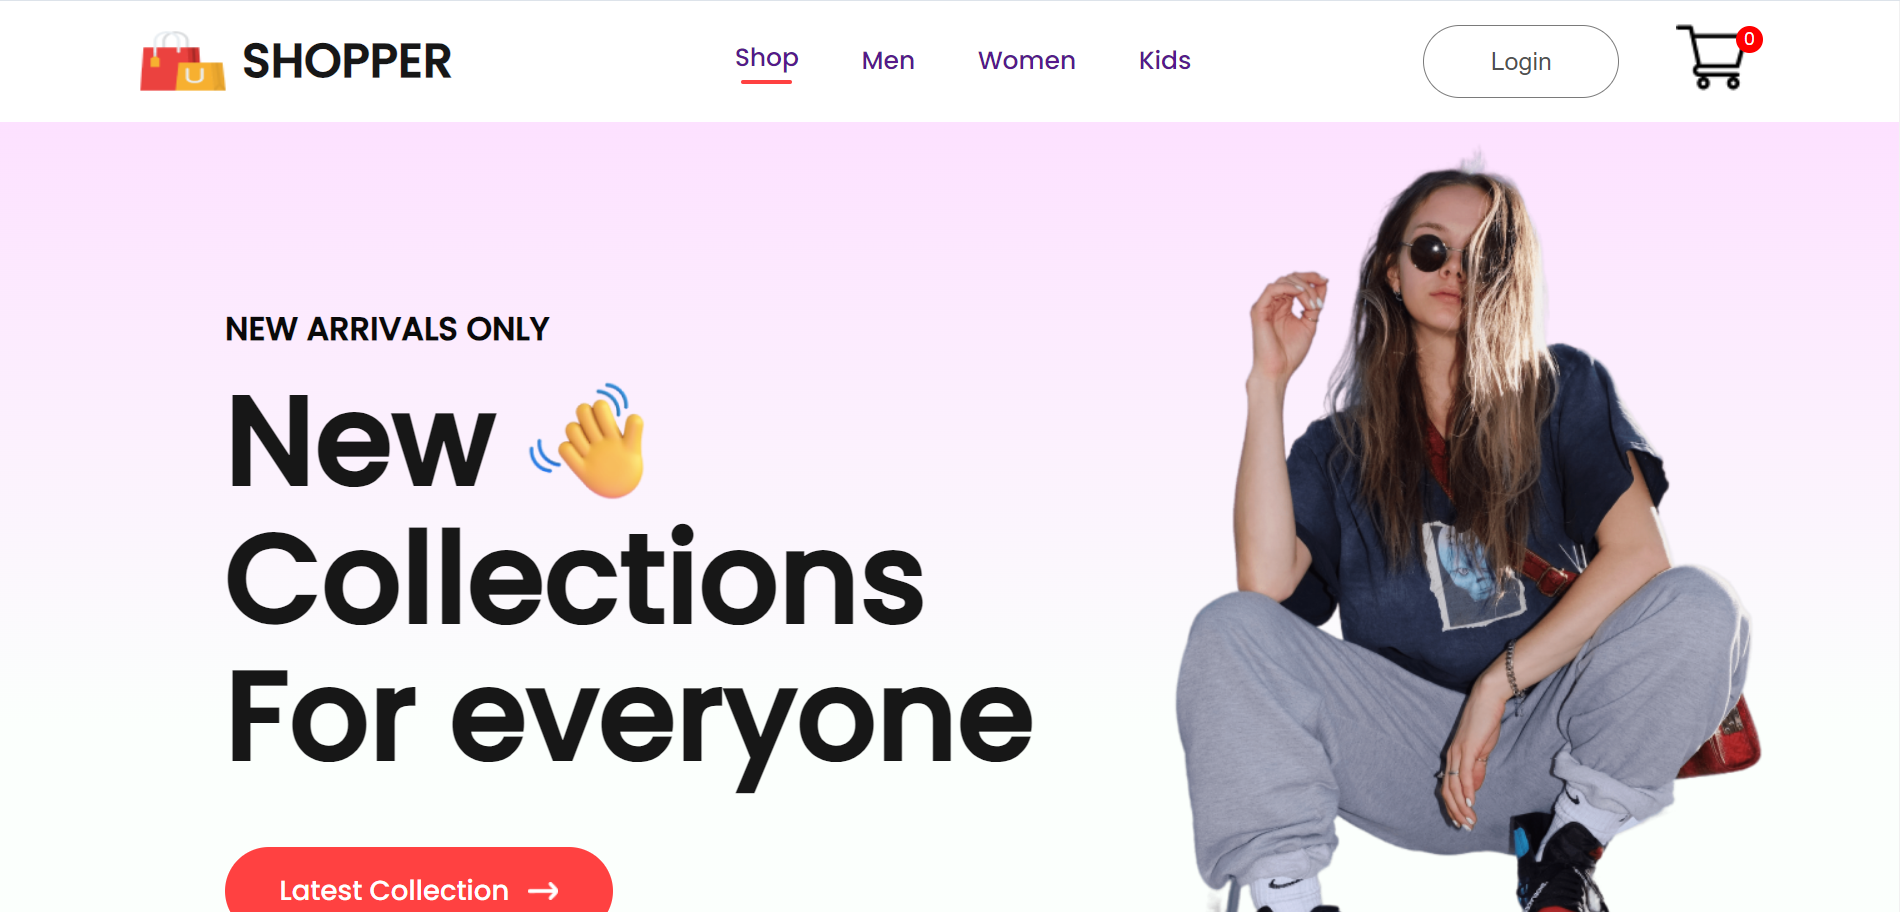 SHOPPER
Shop
Men
Women
Kids
Login
0
NEW ARRIVALS ONLY
New
Collections
For everyone
Latest Collection